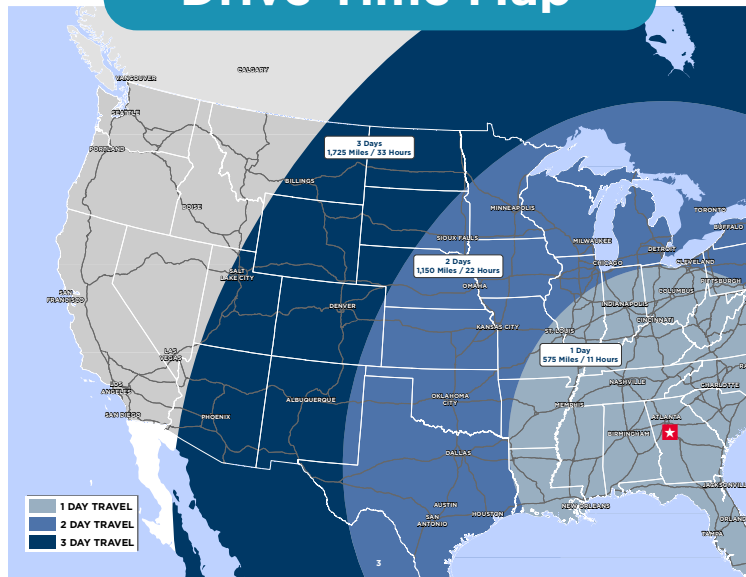 Drive Time Map
CALGARY
VANCOUVER
SEATTLE
PORTLAND
3 Days
1,725 Miles / 33 Hours
BILLINGS
BOISE
MINNEAPOLIS
TORONTO
BUFFALO
SIOUX FALLS
MILWAUKEE
DETROIT
2 Days
1,150 Miles / 22 Hours
CHICAGO
CLEVELAND
SALT
LAKE CITY
PITTSBURGH
OMAHA
COLUMBUS
SAN
FRANCISCO
DENVER
INDIANAPOLIS
CINCINNATI
KANSAS CITY
ST. LOUIS
1 Day
575 Miles / 11 Hours
LAS
VEGAS
NASHVILLE
CHARLOTTE
LOS
ANGELES
ALBUQUERQUE
OKLAHOMA
CITY
MEMPHIS
SAN DIEGO
PHOENIX
ATLANTA
BIRMINGHAM
DALLAS
1
JACKSONVILL
1 DAY TRAVEL
2 DAY TRAVEL
3 DAY TRAVEL
AUSTIN
SAN
ANTONIO
HOUSTON
NEW ORLEANS
ORLAND
TAMPA
3